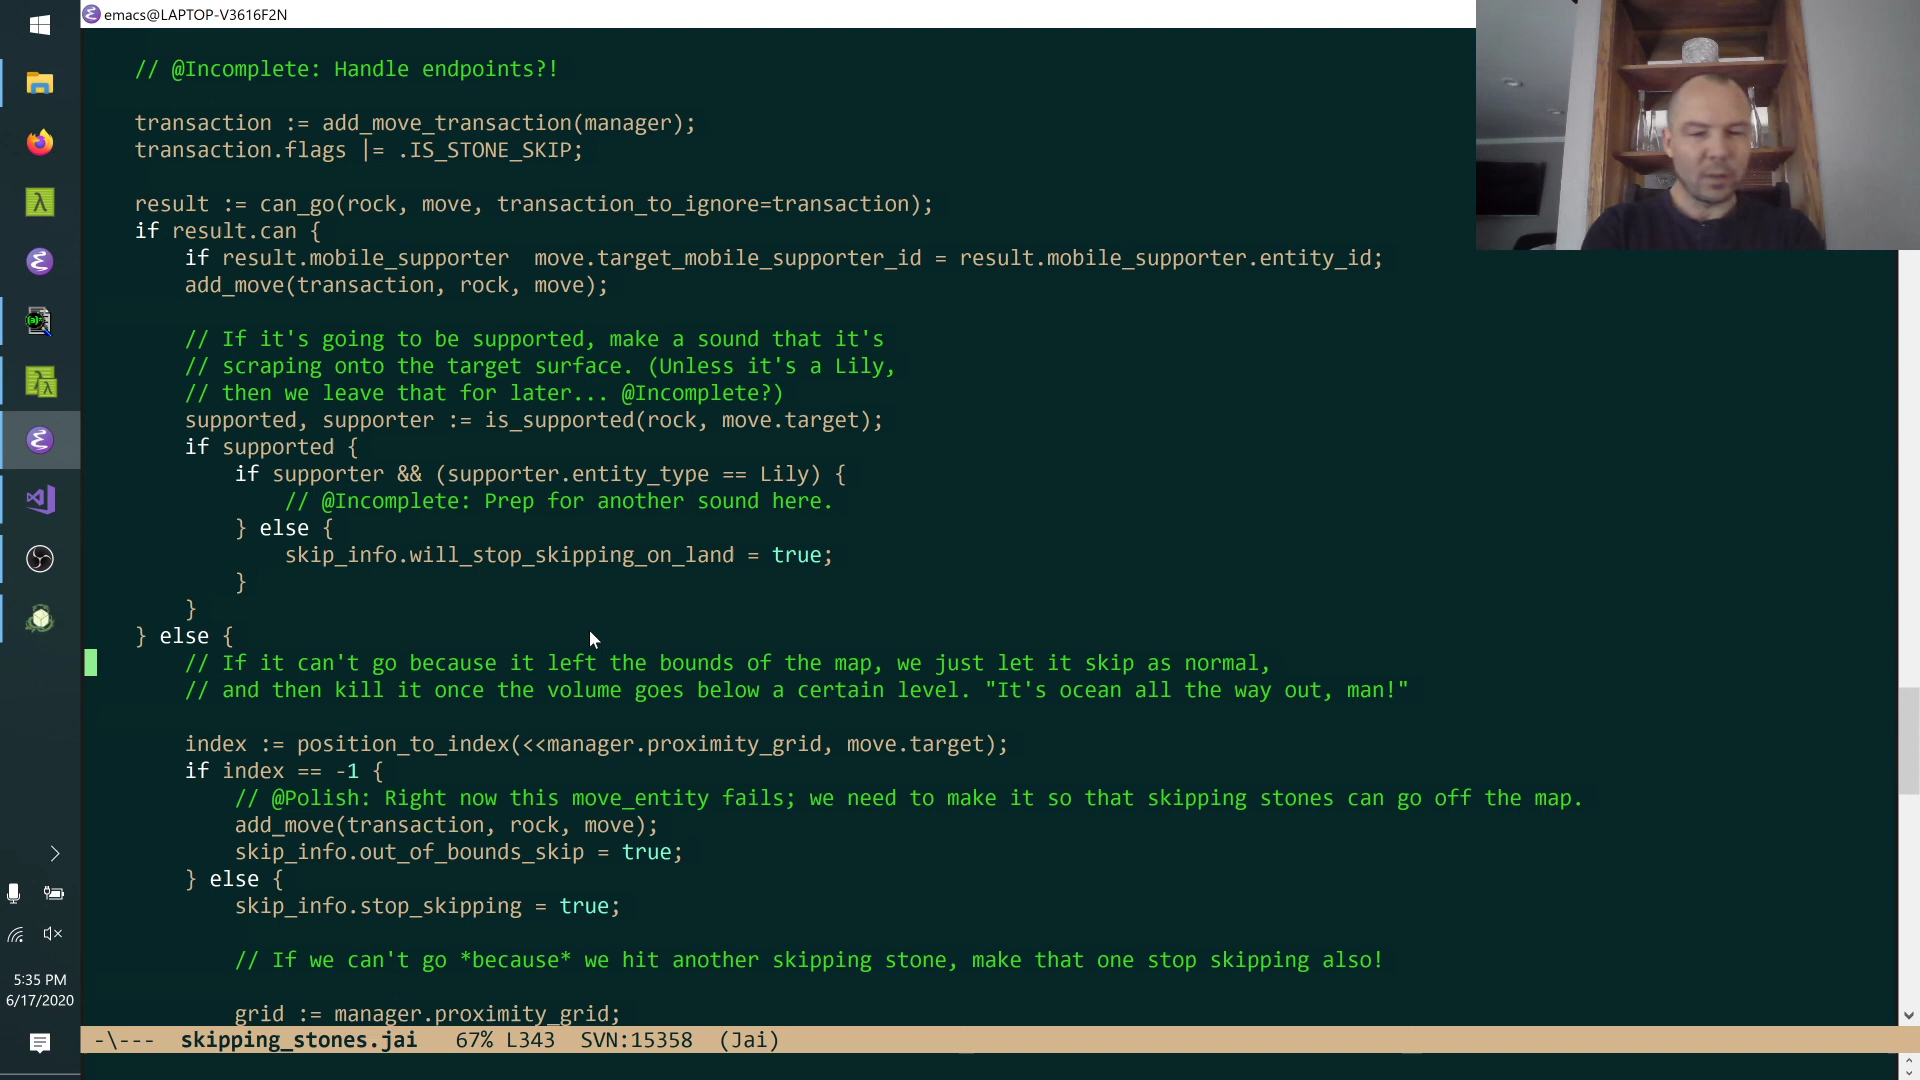 emacs@LAPTOP-V3616F2N
// @Incomplete: Handle endpoints?!
transaction := add_move_transaction(manager);
transaction.flags |= .IS_STONE_SKIP;
result := can_go(rock, move, transaction_to_ignore=transaction);
if result.can {
if result.mobile_supporter  move.target_mobile_supporter_id = result.mobile_supporter.entity_id;
add_move(transaction, rock, move);
// If it's going to be supported, make a sound that it's
// scraping onto the target surface. (Unless it's a Lily,
// then we leave that for later... @Incomplete?)
supported, supporter := is_supported(rock, move.target);
if supported {
if supporter && (supporter.entity_type == Lily) {
// @Incomplete: Prep for another sound here.
} else {
skip_info.will_stop_skipping_on_land = true;
}
}
} else {
// If it can't go because it left the bounds of the map, we just let it skip as normal,
// and then kill it once the volume goes below a certain level. "It's ocean all the way out, man!"
index := position_to_index(<<manager.proximity_grid, move.target);
if index == -1 {
// @Polish: Right now this move_entity fails; we need to make it so that skipping stones can go off the map.
add_move(transaction, rock, move);
skip_info.out_of_bounds_skip = true;
} else {
skip_info.stop_skipping = true;
// If we can't go *because* we hit another skipping stone, make that one stop skipping also!
grid := manager.proximity_grid;
5:35 PM
6/17/2020
-\---  skipping_stones.jai   67% L343  SVN:15358  (Jai)